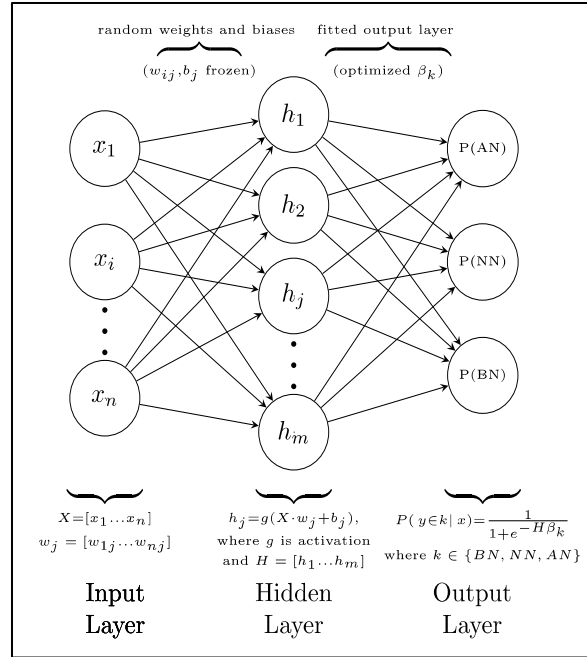 random weights and biases fitted output layer
(w_{ij}, b_j frozen) (optimized β_k)
x_1 h_1 P(AN)
h_2
x_i P(NN)
h_j
x_n P(BN)
h_m
X=[x_1...x_n] h_j=g(X·w_j+b_j), P( y∈k| x)=\frac{1}{1+e^{-Hβ_k}}
w_j = [w_{1j}...w_{nj}] where g is activation where k ∈ {BN, NN, AN}
and H = [h_1...h_m]
Input Hidden Output
Layer Layer Layer